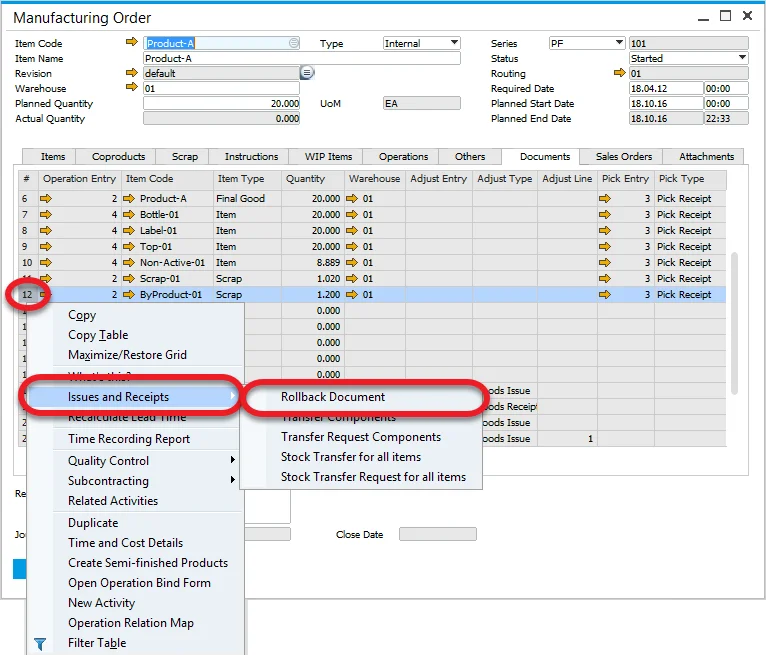 Manufacturing Order
Item Code Product-A Type Internal Series PF 101
Item Name Product-A Status Started
Revision default Routing 01
Warehouse 01 Required Date 18.04.12 00:00
Planned Quantity 20.000 UoM EA Planned Start Date 18.10.16 00:00
Actual Quantity 0.000 Planned End Date 18.10.16 22:33
Items Coproducts Scrap Instructions WIP Items Operations Others Documents Sales Orders Attachments
# Operation Entry Item Code Item Type Quantity Warehouse Adjust Entry Adjust Type Adjust Line Pick Entry Pick Type
6 2 Product-A Final Good 20.000 01 3 Pick Receipt
7 4 Bottle-01 Item 20.000 01 3 Pick Receipt
8 4 Label-01 Item 20.000 01 3 Pick Receipt
9 4 Top-01 Item 20.000 01 3 Pick Receipt
10 4 Non-Active-01 Item 8.889 01 3 Pick Receipt
11 2 Scrap-01 Scrap 1.020 01 3 Pick Receipt
12 2 ByProduct-01 Scrap 1.200 01 3 Pick Receipt
1 0.000
1 0.000
1 0.000
1 0.000
1 0.000
oods Issue
oods Receipt
2 oods Issue
2 oods Issue 1
Copy
Copy Table
Maximize/Restore Grid
What's this?
Issues and Receipts
Recalculate Lead Time
Time Recording Report
Quality Control
Subcontracting
Related Activities
Duplicate
Time and Cost Details
Create Semi-finished Products
Open Operation Bind Form
New Activity
Operation Relation Map
Filter Table
Rollback Document
Transfer Components
Transfer Request Components
Stock Transfer for all items
Stock Transfer Request for all items
Re
Jo Close Date